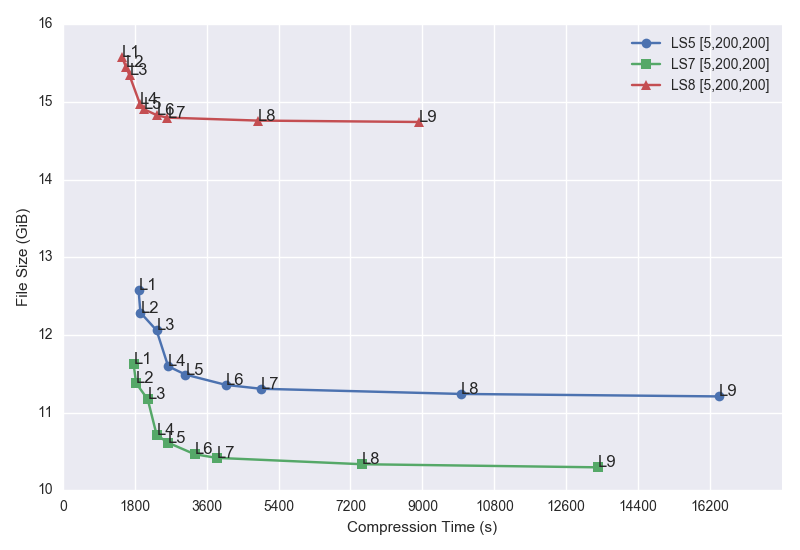 16
15
14
13
12
11
10
File Size (GiB)
LS5 [5,200,200]
LS7 [5,200,200]
LS8 [5,200,200]
L1
L2
L3
L4
L5
L6
L7
L8
L9
L1
L2
L3
L4
L5
L6
L7
L8
L9
L1
L2
L3
L4
L5
L6
L7
L8
L9
0 1800 3600 5400 7200 9000 10800 12600 14400 16200
Compression Time (s)